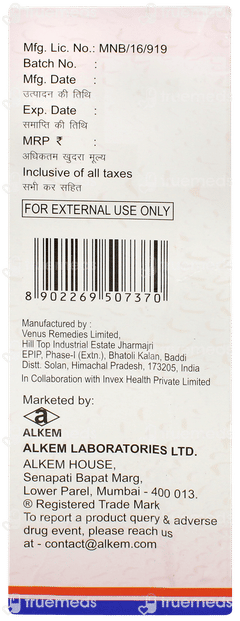 Mfg. Lic. No.: MNB/16/919
Batch No. :
Mfg. Date :
उत्पादन की तिथि
Exp. Date :
समाप्ति की तिथि
MRP ₹ :
अधिकतम खुदरा मूल्य
Inclusive of all taxes
सभी कर सहित
FOR EXTERNAL USE ONLY
8 902269 507370
Manufactured by :
Venus Remedies Limited,
Hill Top Industrial Estate Jharmajri
EPIP, Phase-I (Extn.), Bhatoli Kalan, Baddi
Distt. Solan, Himachal Pradesh, 173205, India
In Collaboration with Invex Health Private Limited
Marketed by:
a
ALKEM
ALKEM LABORATORIES LTD.
ALKEM HOUSE,
Senapati Bapat Marg,
Lower Parel, Mumbai - 400 013.
® Registered Trade Mark
To report a product query & adverse
drug event, please reach us
at - contact@alkem.com
truemeds
truemeds